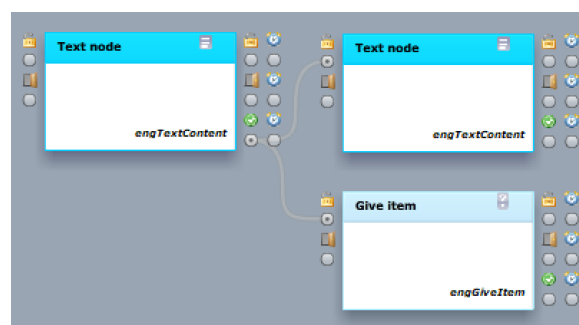 Text node
engTextContent
Text node
engTextContent
Give item
engGiveItem